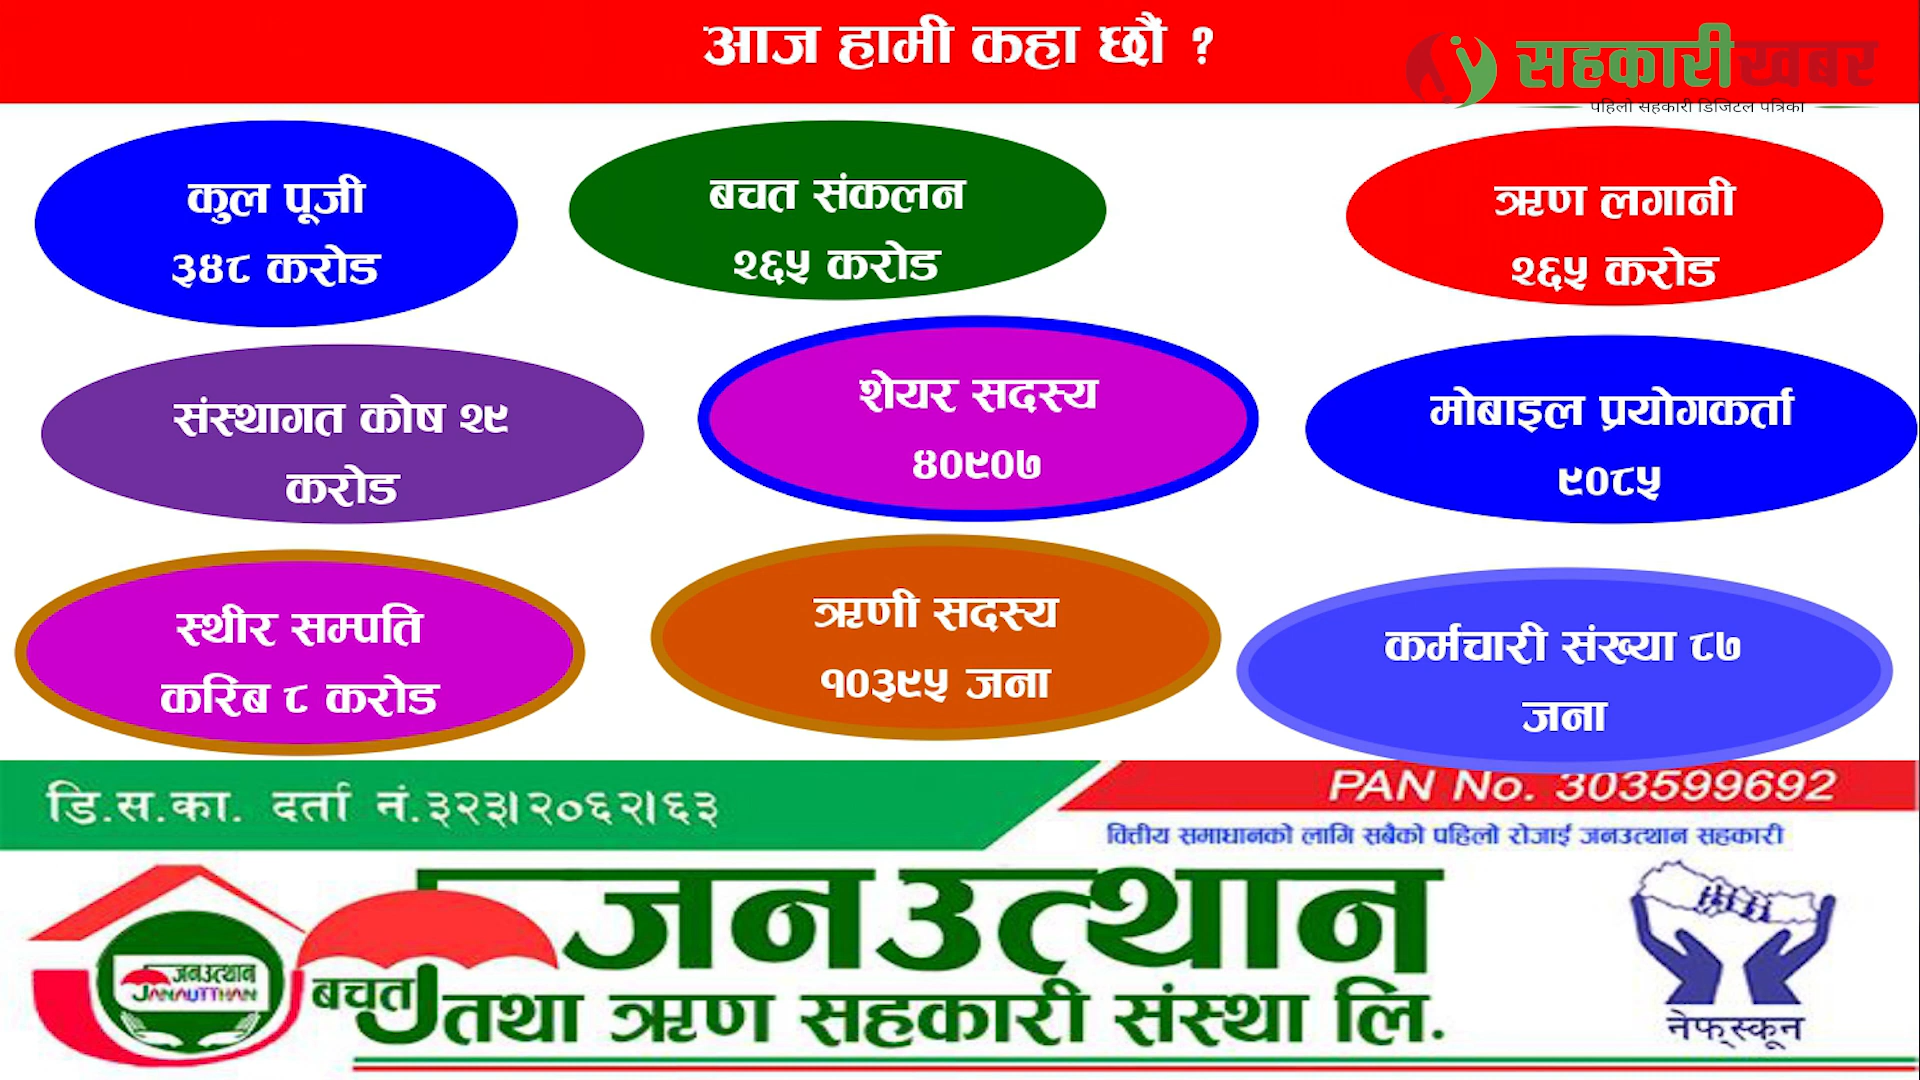 आज हामी कहा छौं ?
सहकारीखबर
पहिलो सहकारी डिजिटल पत्रिका
कुल पूजी
३४८ करोड
बचत संकलन
२६५ करोड
ऋण लगानी
२६५ करोड
संस्थागत कोष २९
करोड
शेयर सदस्य
४०९०७
मोबाइल प्रयोगकर्ता
९०८५
स्थीर सम्पति
करिब ८ करोड
ऋणी सदस्य
१०३९५ जना
कर्मचारी संख्या ८७
जना
डि.स.का. दर्ता नं.३२३।२०६२।६३
PAN No. 303599692
वित्तीय समाधानको लागि सबैको पहिलो रोजाई जनउत्थान सहकारी
जनउत्थान
जनउत्थान
JANAUTTHAN
बचत तथा ऋण सहकारी संस्था लि.
नेफ्स्कून